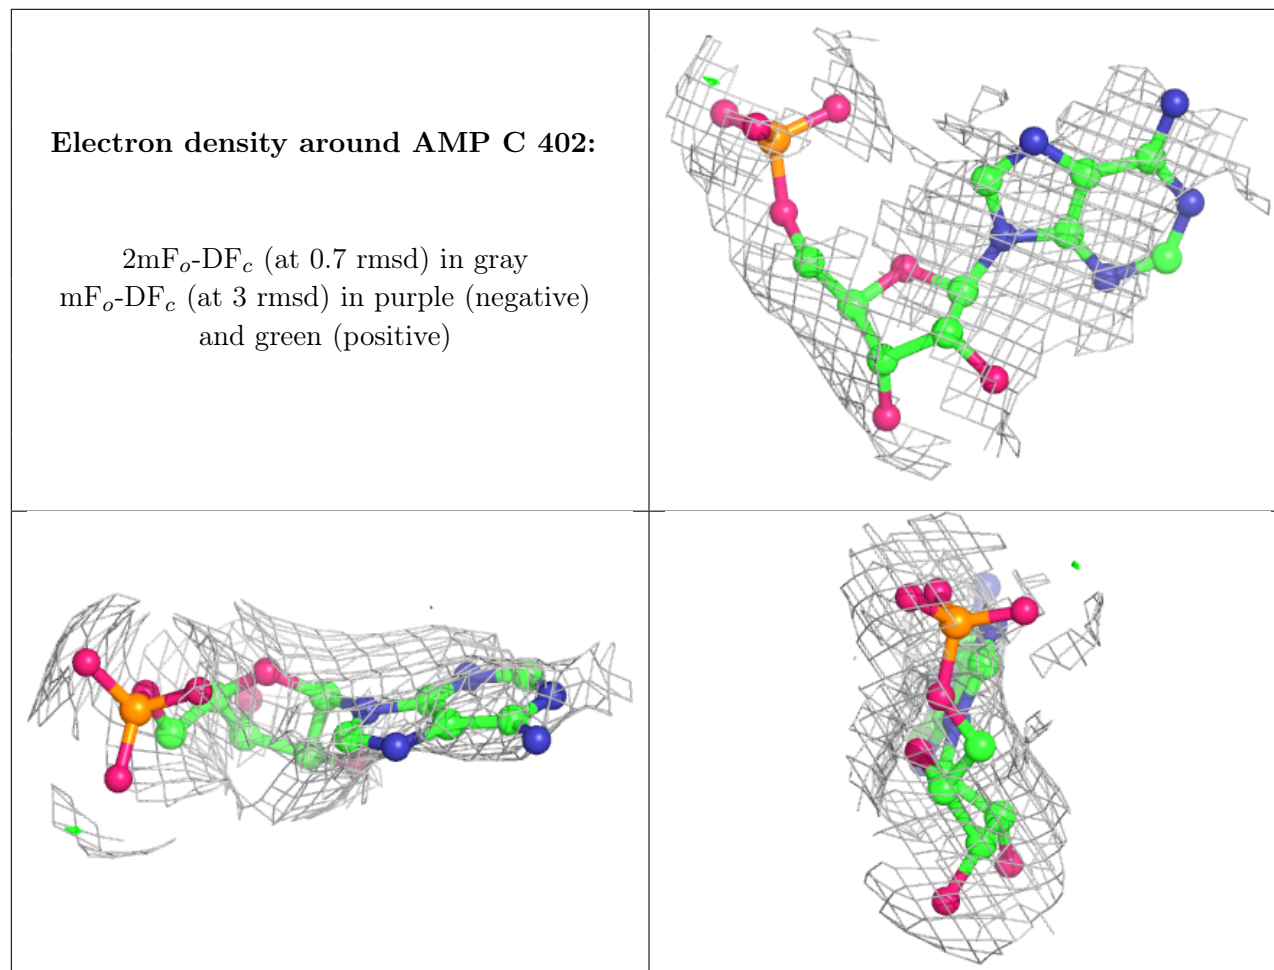 Electron density around AMP C 402:
2mFo-DFc (at 0.7 rmsd) in gray
mFo-DFc (at 3 rmsd) in purple (negative)
and green (positive)